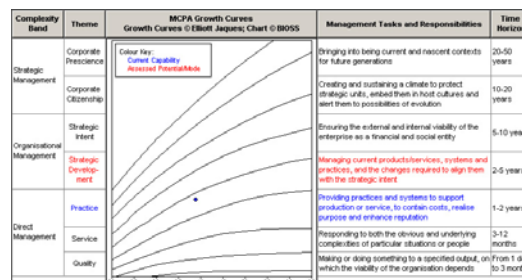 Complexity Band
Theme
MCPA Growth Curves
Growth Curves © Elliott Jaques; Chart © BIOSS
Management Tasks and Responsibilities
Time
Horizo
Colour Key:
Current Capability
Assessed Potential/Mode
Strategic
Management
Corporate
Prescience
Bringing into being current and nascent contexts
for future generations
20-50
years
Corporate
Citizenship
Creating and sustaining a climate to protect
strategic units, embed them in host cultures and
alert them to possibilities of evolution
10-20
years
Organisational
Management
Strategic
Intent
Ensuring the external and internal viability of the
enterprise as a financial and social entity
5-10 year
Strategic
Develop-
ment
Managing current products/services, systems and
practices, and the changes required to align them
with the strategic intent
2-5 years
Direct
Management
Practice
Providing practices and systems to support
production or service, to contain costs, realise
purpose and enhance reputation
1-2 years
Service
Responding to both the obvious and underlying
complexities of particular situations or people
3-12
months
Quality
Making or doing something to a specified output, on
which the viability of the organisation depends
From 1 d
to 3 mont